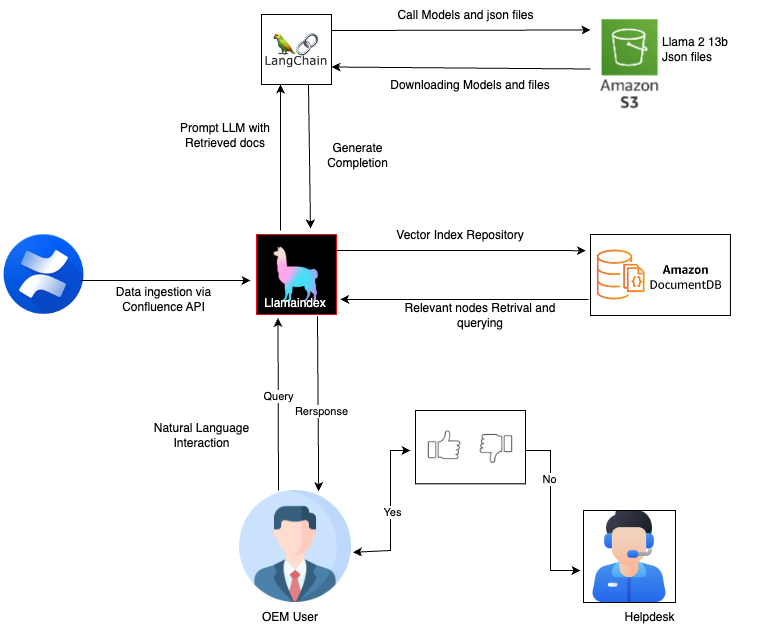 Call Models and json files
LangChain
Llama 2 13b
Json files
Downloading Models and files
Amazon
S3
Prompt LLM with
Retrieved docs
Generate
Completion
Vector Index Repository
Amazon
DocumentDB
Data ingestion via
Confluence API
Llamaindex
Relevant nodes Retrival and
querying
Query
Rersponse
Natural Language
Interaction
Yes
No
OEM User
Helpdesk